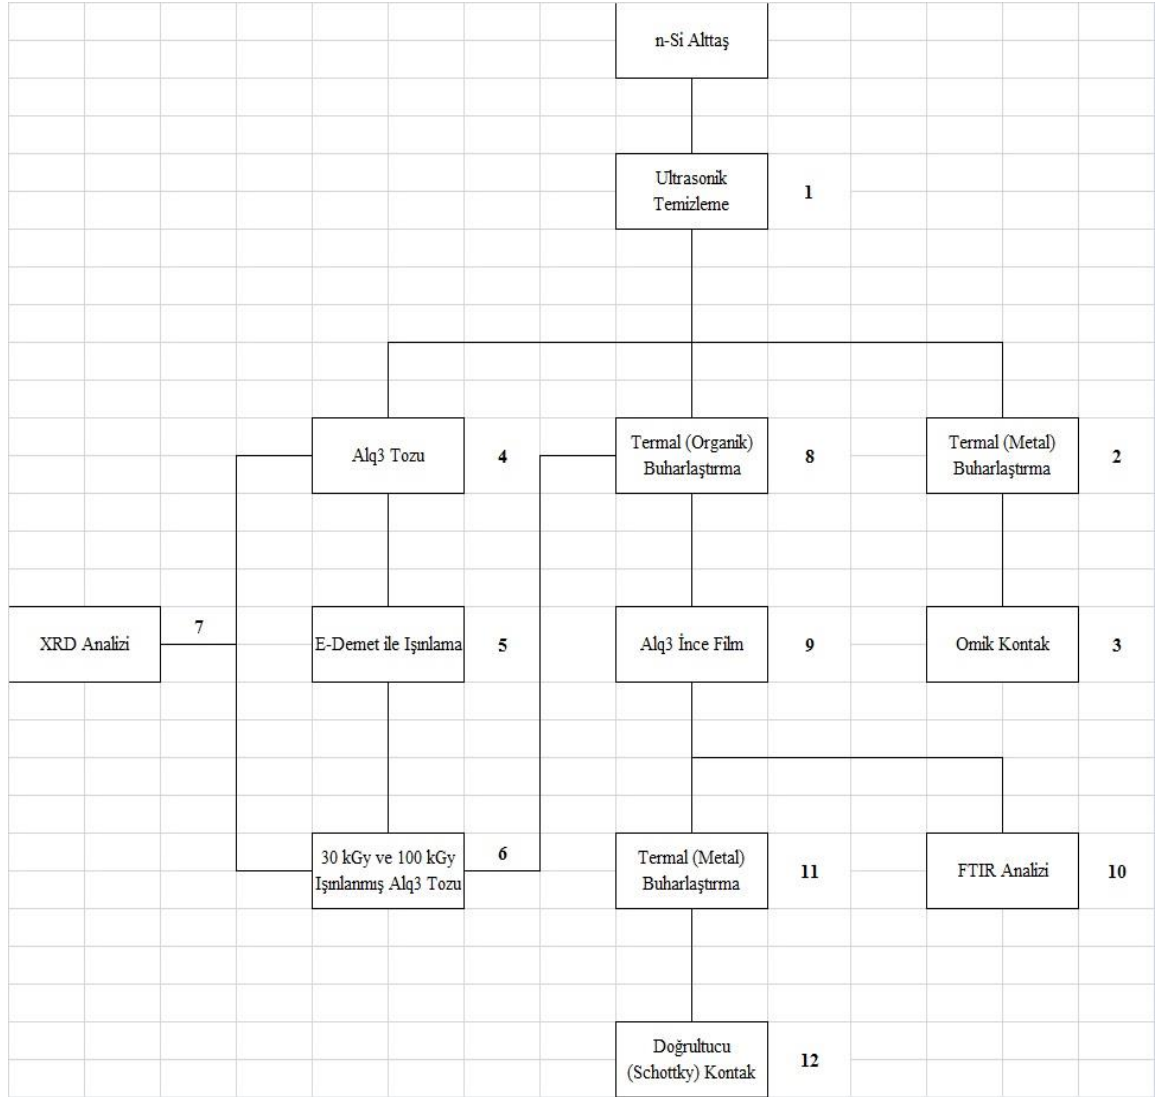 n-Si Alttaş
Ultrasonik
Temizleme
1
Alq3 Tozu
4
Termal (Organik)
Buharlaştırma
8
Termal (Metal)
Buharlaştırma
2
XRD Analizi
7
E-Demet ile Işınlama
5
Alq3 İnce Film
9
Omik Kontak
3
30 kGy ve 100 kGy
Işınlanmış Alq3 Tozu
6
Termal (Metal)
Buharlaştırma
11
FTIR Analizi
10
Doğrultucu
(Schottky) Kontak
12